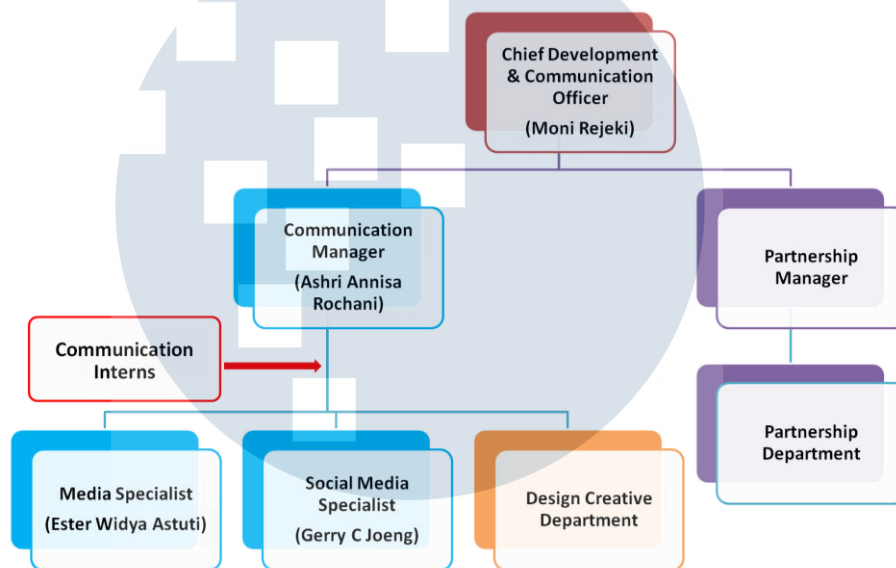 Chief Development
& Communication
Officer
(Moni Rejeki)
Communication
Manager
(Ashri Annisa
Rochani)
Partnership
Manager
Communication
Interns
Partnership
Department
Media Specialist
(Ester Widya Astuti)
Social Media
Specialist
(Gerry C Joeng)
Design Creative
Department